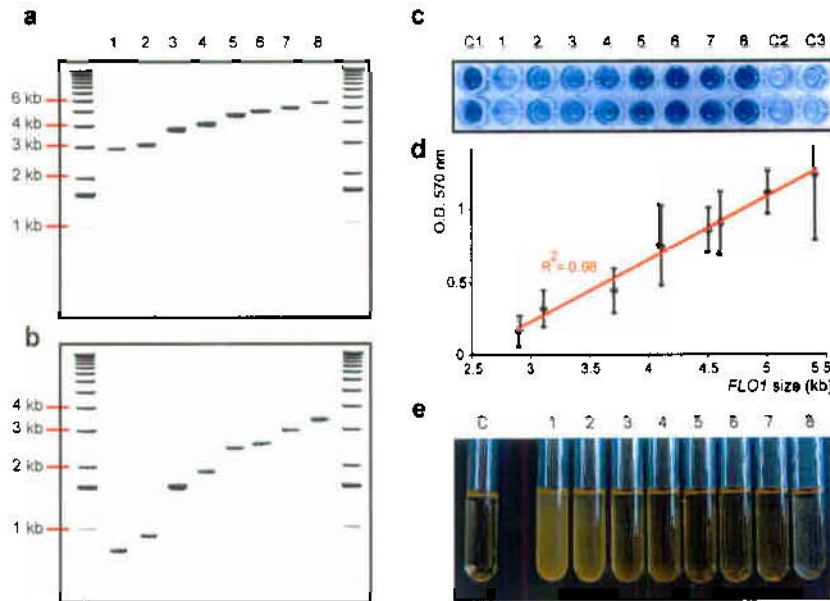 a
1 2 3 4 5 6 7 8
6 kb
4 kb
3 kb
2 kb
1 kb
b
4 kb
3 kb
2 kb
1 kb
c
C1 1 2 3 4 5 6 7 8 C2 C3
d
O.D. 570 nm
1
0.5
0
R2 = 0.98
2.5 3 3.5 4 4.5 5 5.5
FLO1 size (kb)
e
C 1 2 3 4 5 6 7 8